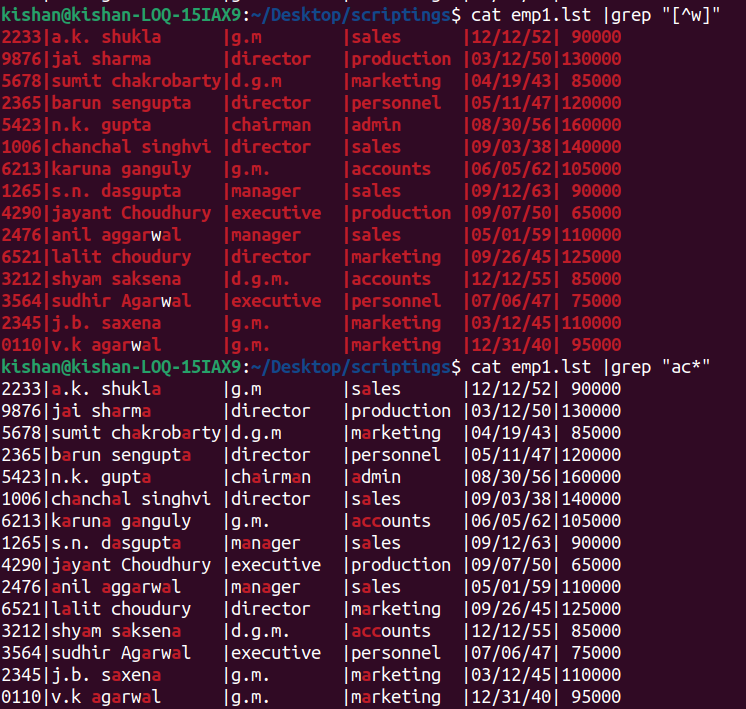 kishan@kishan-LOQ-15IAX9:~/Desktop/scriptings$ cat emp1.lst |grep "[^w]"
2233|a.k. shukla     |g.m       |sales     |12/12/52| 90000
9876|jai sharma      |director  |production|03/12/50|130000
5678|sumit chakrobarty|d.g.m     |marketing |04/19/43| 85000
2365|barun sengupta  |director  |personnel |05/11/47|120000
5423|n.k. gupta      |chairman  |admin     |08/30/56|160000
1006|chanchal singhvi |director  |sales     |09/03/38|140000
6213|karuna ganguly  |g.m.      |accounts  |06/05/62|105000
1265|s.n. dasgupta   |manager   |sales     |09/12/63| 90000
4290|jayant Choudhury |executive |production|09/07/50| 65000
2476|anil aggarwal   |manager   |sales     |05/01/59|110000
6521|lalit choudury  |director  |marketing |09/26/45|125000
3212|shyam saksena   |d.g.m.    |accounts  |12/12/55| 85000
3564|sudhir Agarwal  |executive |personnel |07/06/47| 75000
2345|j.b. saxena     |g.m.      |marketing |03/12/45|110000
0110|v.k agarwal     |g.m.      |marketing |12/31/40| 95000
kishan@kishan-LOQ-15IAX9:~/Desktop/scriptings$ cat emp1.lst |grep "ac*"
2233|a.k. shukla     |g.m       |sales     |12/12/52| 90000
9876|jai sharma      |director  |production|03/12/50|130000
5678|sumit chakrobarty|d.g.m     |marketing |04/19/43| 85000
2365|barun sengupta  |director  |personnel |05/11/47|120000
5423|n.k. gupta      |chairman  |admin     |08/30/56|160000
1006|chanchal singhvi |director  |sales     |09/03/38|140000
6213|karuna ganguly  |g.m.      |accounts  |06/05/62|105000
1265|s.n. dasgupta   |manager   |sales     |09/12/63| 90000
4290|jayant Choudhury |executive |production|09/07/50| 65000
2476|anil aggarwal   |manager   |sales     |05/01/59|110000
6521|lalit choudury  |director  |marketing |09/26/45|125000
3212|shyam saksena   |d.g.m.    |accounts  |12/12/55| 85000
3564|sudhir Agarwal  |executive |personnel |07/06/47| 75000
2345|j.b. saxena     |g.m.      |marketing |03/12/45|110000
0110|v.k agarwal     |g.m.      |marketing |12/31/40| 95000